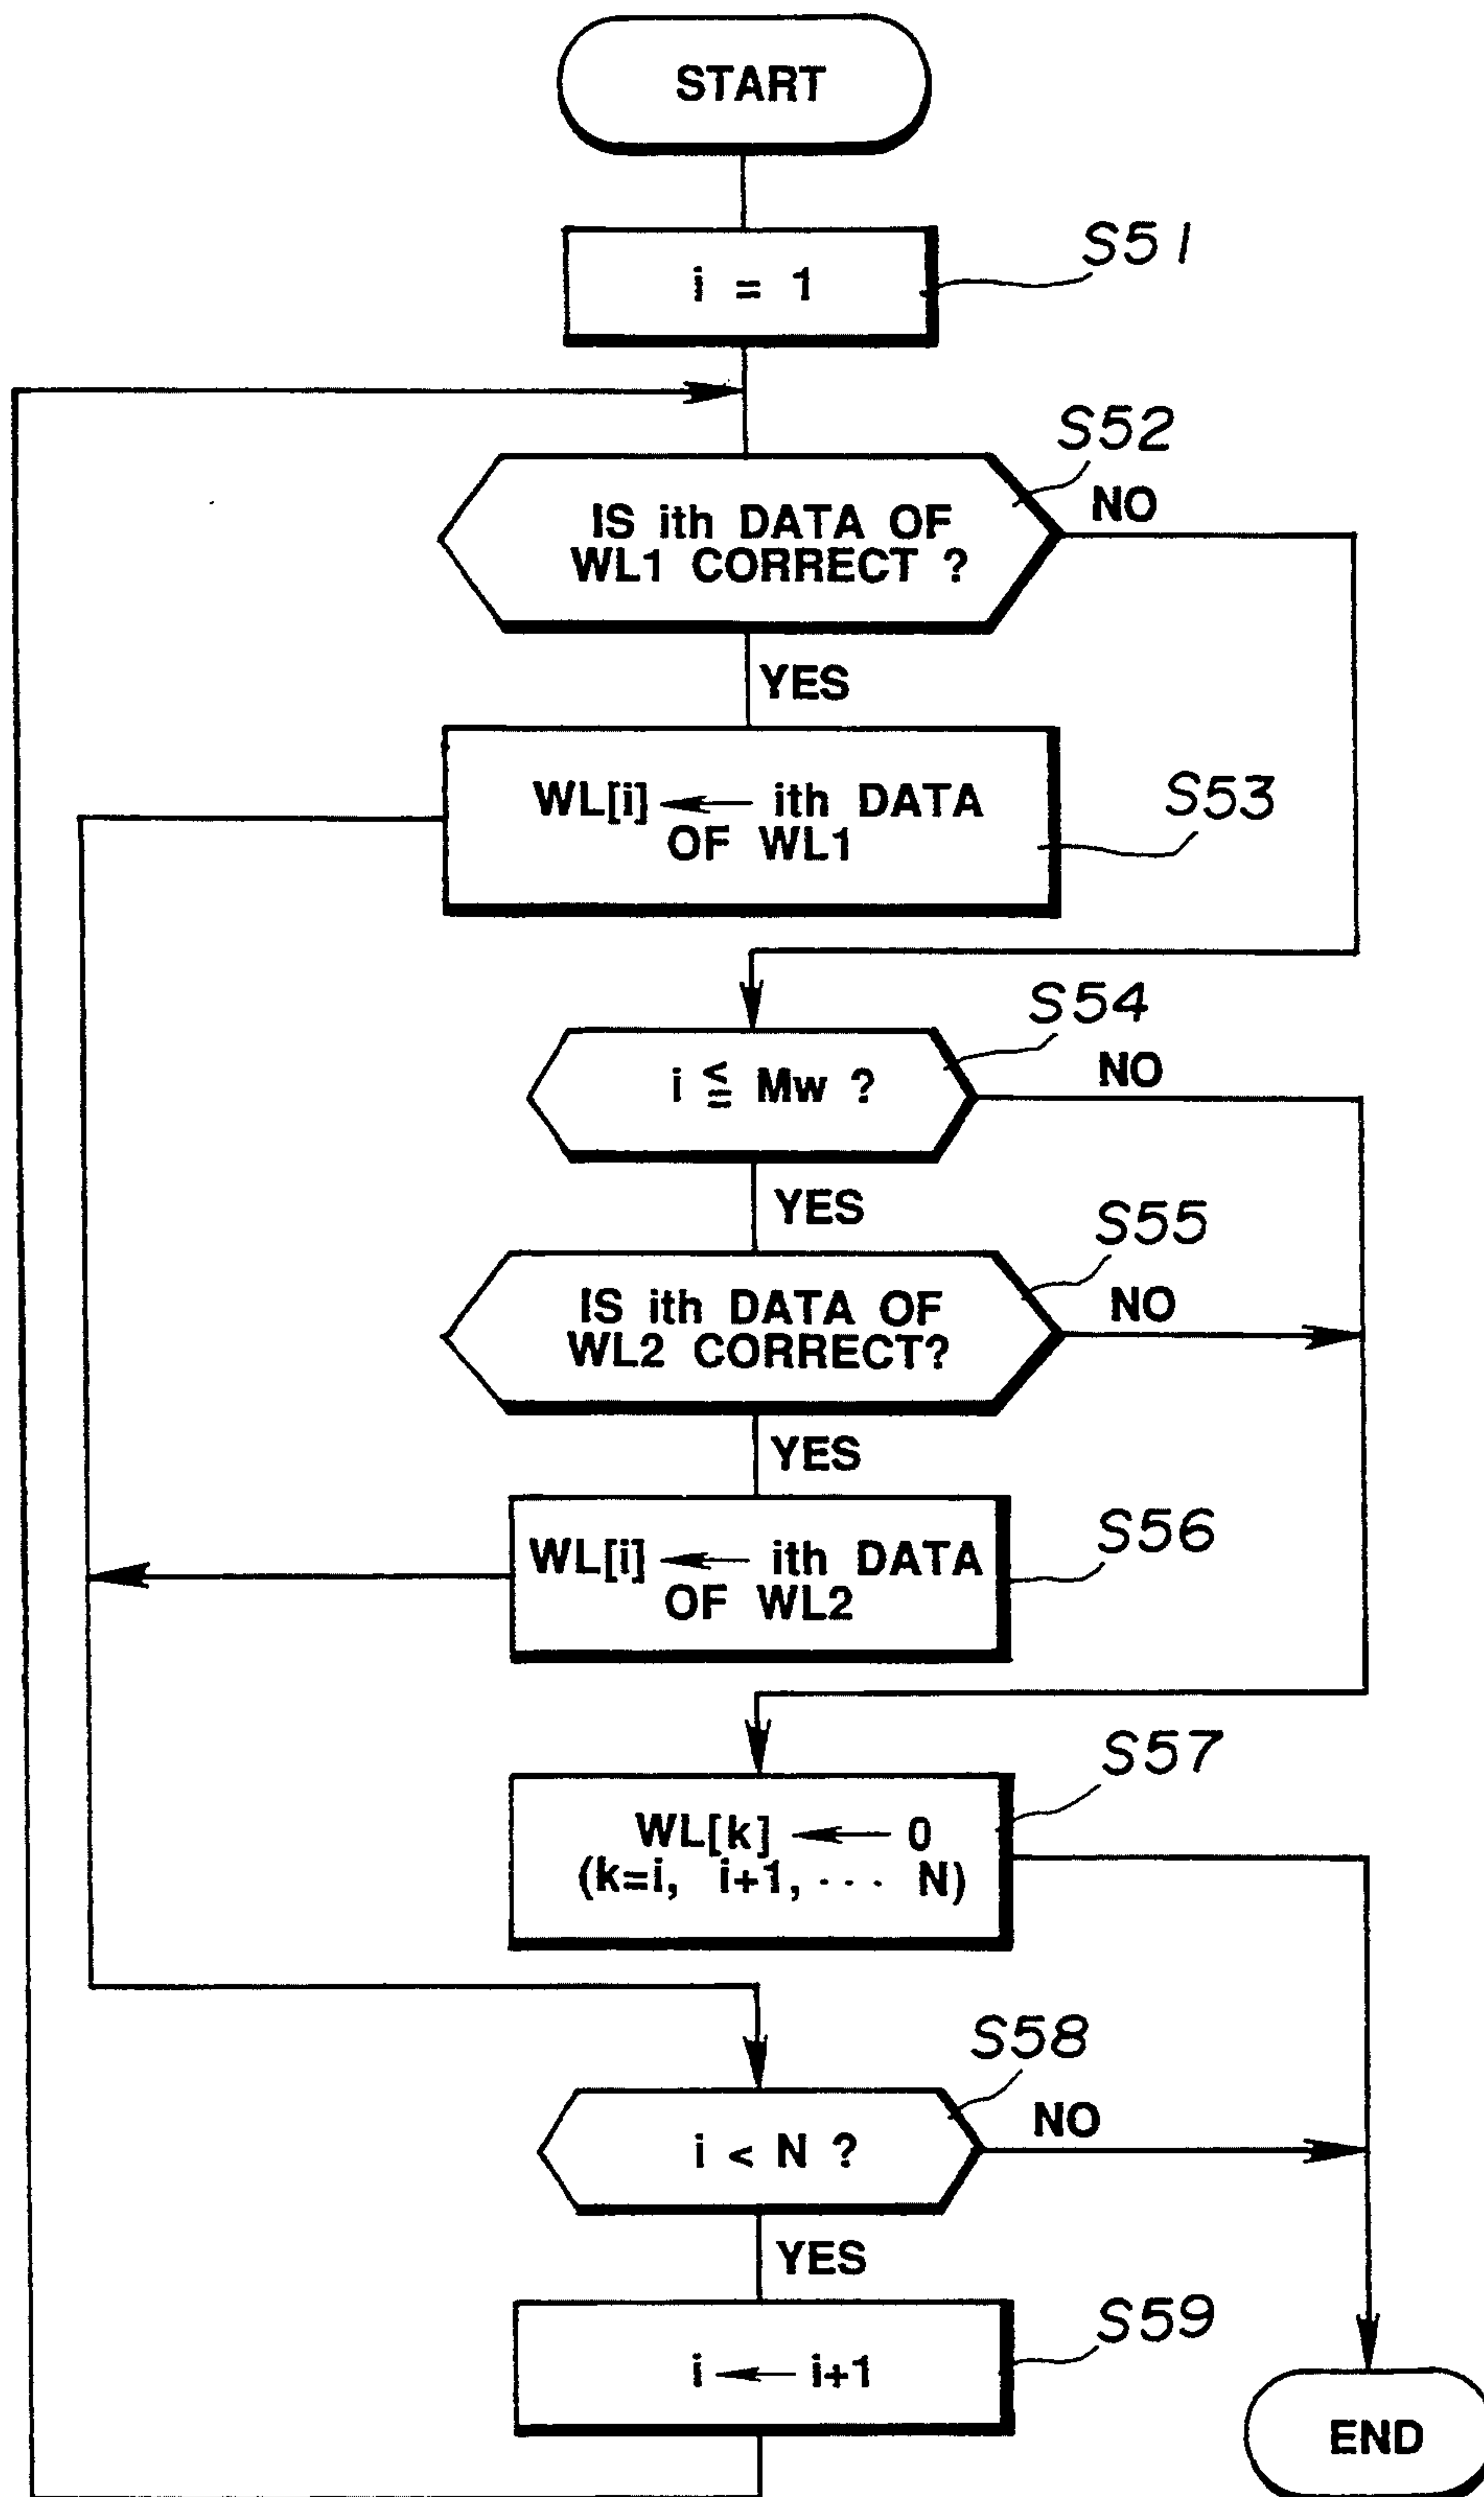 START
i = 1
S51
S52
IS ith DATA OF
WL1 CORRECT ?
NO
YES
WL[i] ← ith DATA
OF WL1
S53
S54
i ≦ Mw ?
NO
YES
S55
IS ith DATA OF
WL2 CORRECT?
NO
YES
WL[i] ← ith DATA
OF WL2
S56
S57
WL[k] ← 0
(k=i, i+1, ··· N)
S58
i < N ?
NO
YES
S59
i ← i+1
END